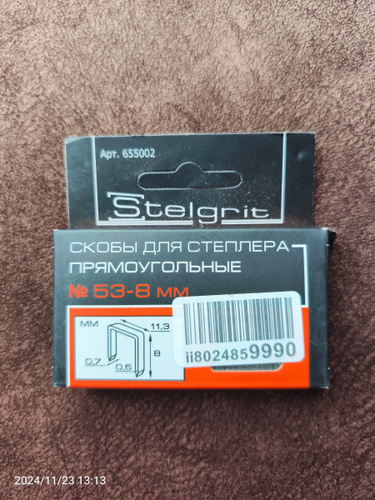 Арт. 655002
Stelgrit
СКОБЫ ДЛЯ СТЕПЛЕРА
ПРЯМОУГОЛЬНЫЕ
№ 53-8 мм
мм
11,3
8
0,7
0,5
ii8024859990
2024/11/23 13:13